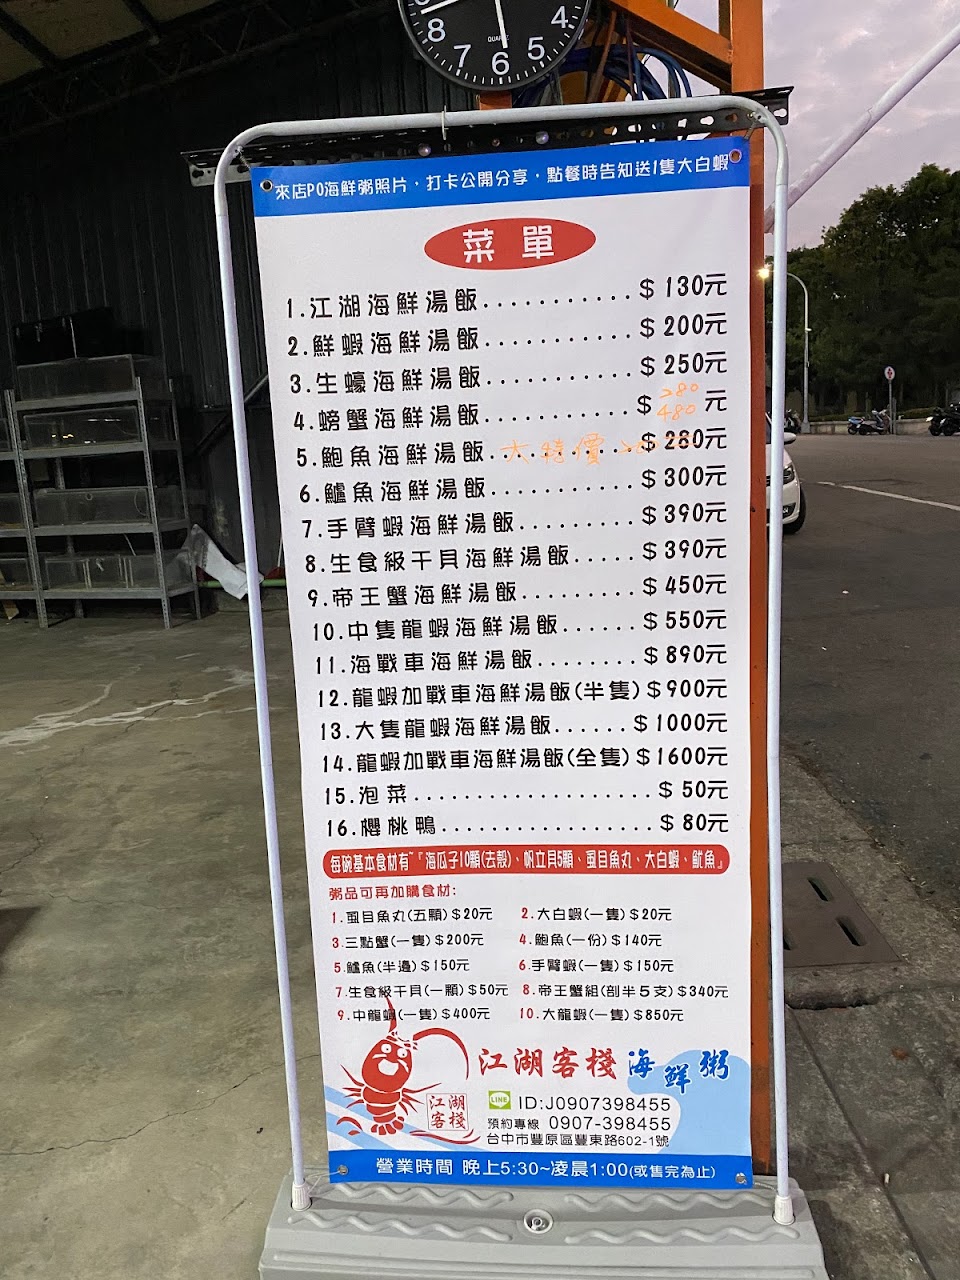 8 7 6 5 4
QUARTZ
來店PO海鮮粥照片，打卡公開分享，點餐時告知送1隻大白蝦
菜單
1.江湖海鮮湯飯...........$130元
2.鮮蝦海鮮湯飯...........$200元
3.生蠔海鮮湯飯...........$250元
280
4.螃蟹海鮮湯飯...........$480元
5.鮑魚海鮮湯飯...........$280元
大特價
6.鱸魚海鮮湯飯...........$300元
7.手臂蝦海鮮湯飯.........$390元
8.生食級干貝海鮮湯飯.....$390元
9.帝王蟹海鮮湯飯.........$450元
10.中隻龍蝦海鮮湯飯......$550元
11.海戰車海鮮湯飯........$890元
12.龍蝦加戰車海鮮湯飯(半隻)$900元
13.大隻龍蝦海鮮湯飯......$1000元
14.龍蝦加戰車海鮮湯飯(全隻)$1600元
15.泡菜...................$50元
16.櫻桃鴨.................$80元
每碗基本食材有~『海瓜子10顆(去殼)、帆立貝5顆、虱目魚丸、大白蝦、魷魚』
粥品可再加購食材:
1.虱目魚丸(五顆)$20元 2.大白蝦(一隻)$20元
3.三點蟹(一隻)$200元 4.鮑魚(一份)$140元
5.鱸魚(半邊)$150元 6.手臂蝦(一隻)$150元
7.生食級干貝(一顆)$50元 8.帝王蟹組(剖半5支)$340元
9.中龍蝦(一隻)$400元 10.大龍蝦(一隻)$850元
江湖客棧海鮮粥
江湖客棧
LINE ID:J0907398455
預約專線 0907-398455
台中市豐原區豐東路602-1號
營業時間 晚上5:30~凌晨1:00(或售完為止)